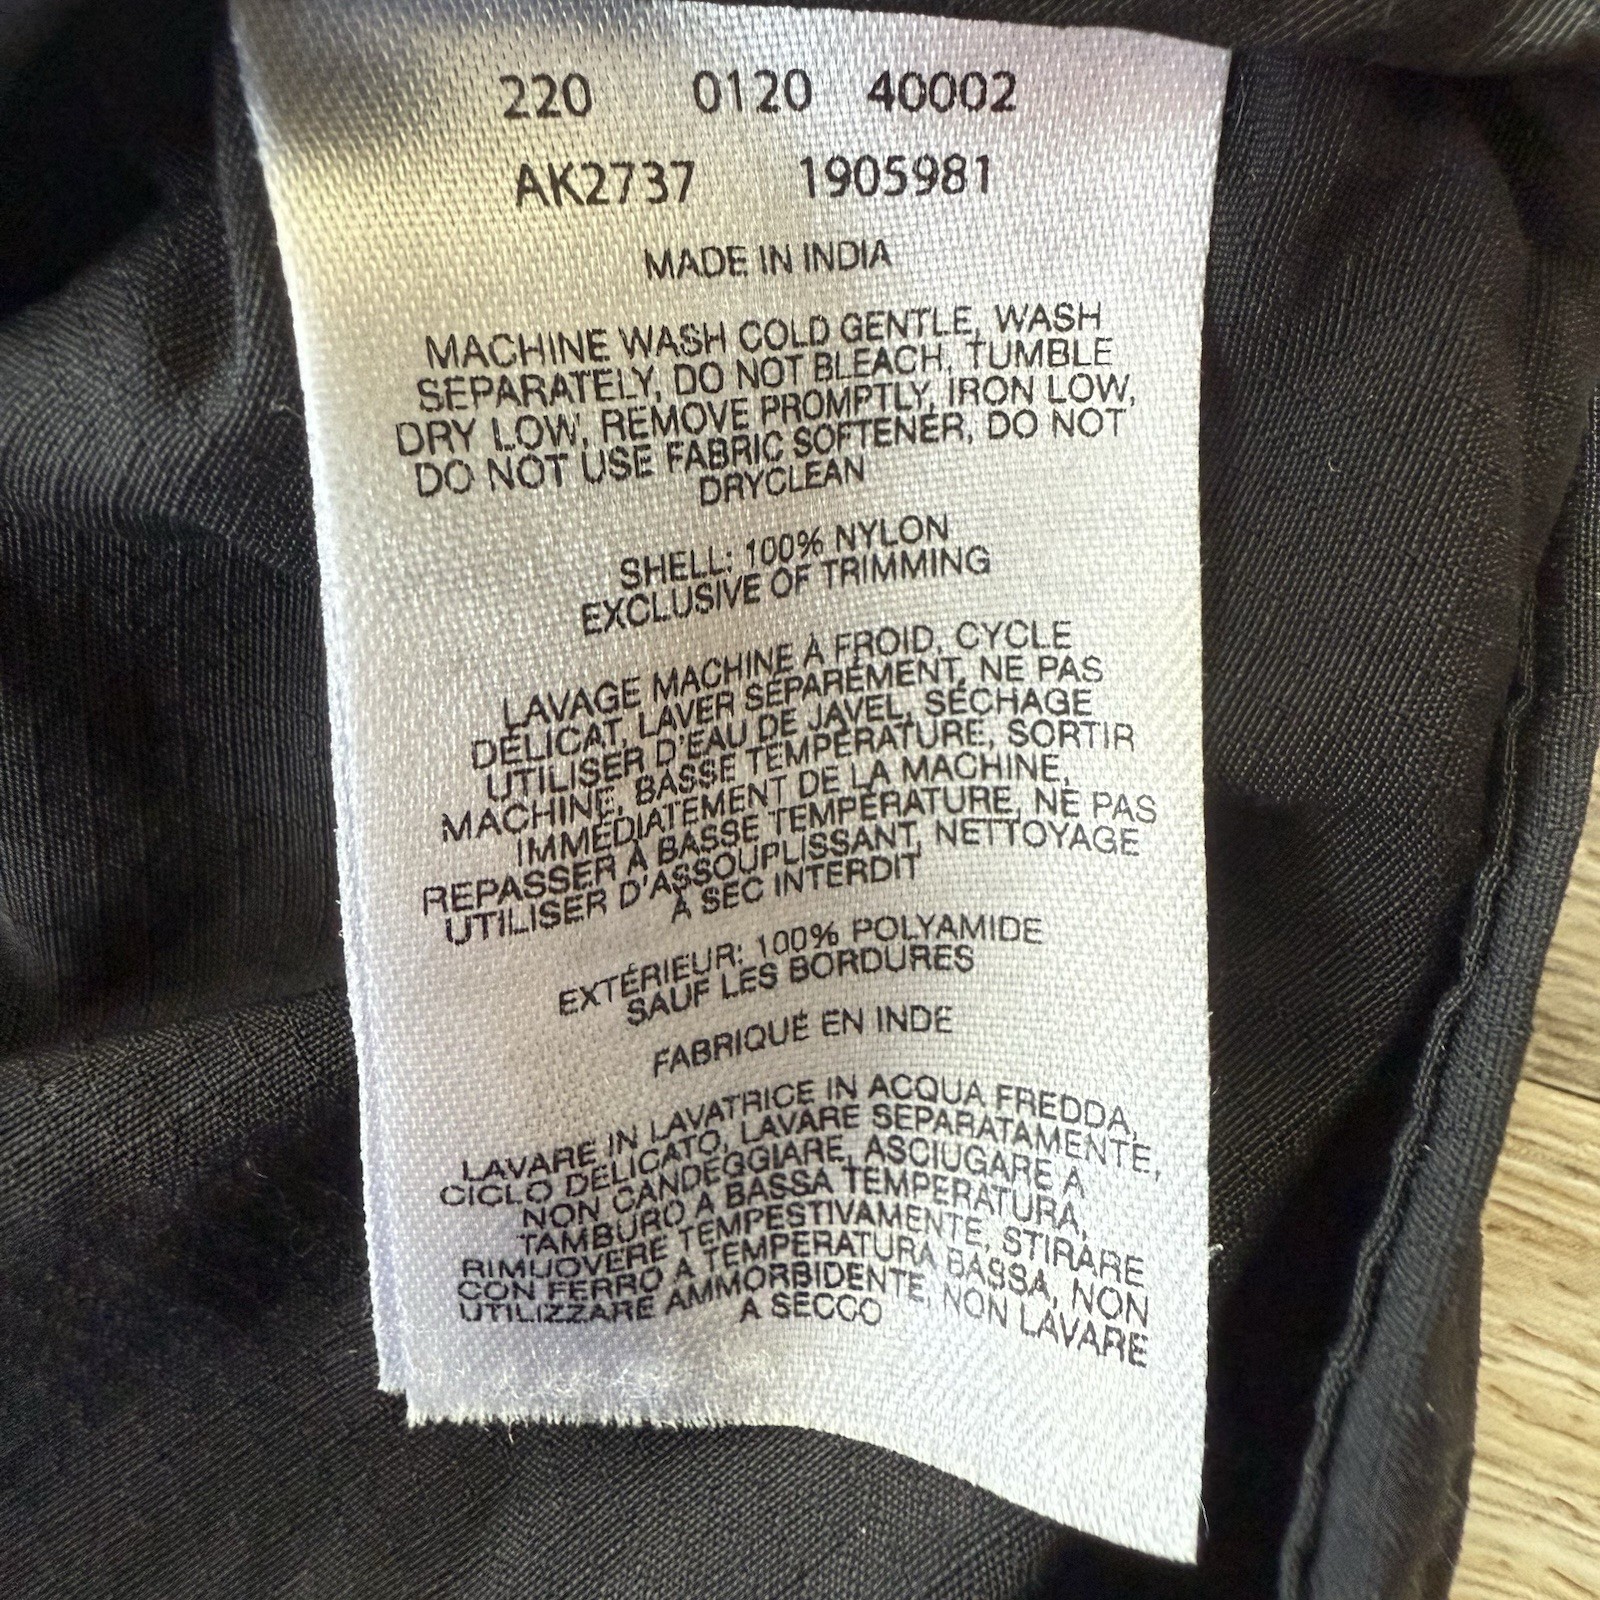 220 0120 40002
AK2737 1905981
MADE IN INDIA
MACHINE WASH COLD GENTLE, WASH
SEPARATELY, DO NOT BLEACH, TUMBLE
DRY LOW, REMOVE PROMPTLY, IRON LOW,
DO NOT USE FABRIC SOFTENER, DO NOT
DRYCLEAN
SHELL: 100% NYLON
EXCLUSIVE OF TRIMMING
LAVAGE MACHINE À FROID, CYCLE
DÉLICAT, LAVER SÉPARÉMENT, NE PAS
UTILISER D'EAU DE JAVEL, SÉCHAGE
MACHINE, BASSE TEMPÉRATURE, SORTIR
IMMÉDIATEMENT DE LA MACHINE,
REPASSER À BASSE TEMPÉRATURE, NE PAS
UTILISER D'ASSOUPLISSANT, NETTOYAGE
À SEC INTERDIT
EXTÉRIEUR: 100% POLYAMIDE
SAUF LES BORDURES
FABRIQUÉ EN INDE
LAVARE IN LAVATRICE IN ACQUA FREDDA,
CICLO DELICATO, LAVARE SEPARATAMENTE,
NON CANDEGGIARE, ASCIUGARE A
TAMBURO A BASSA TEMPERATURA,
RIMUOVERE TEMPESTIVAMENTE, STIRARE
CON FERRO A TEMPERATURA BASSA, NON
UTILIZZARE AMMORBIDENTE, NON LAVARE
A SECCO